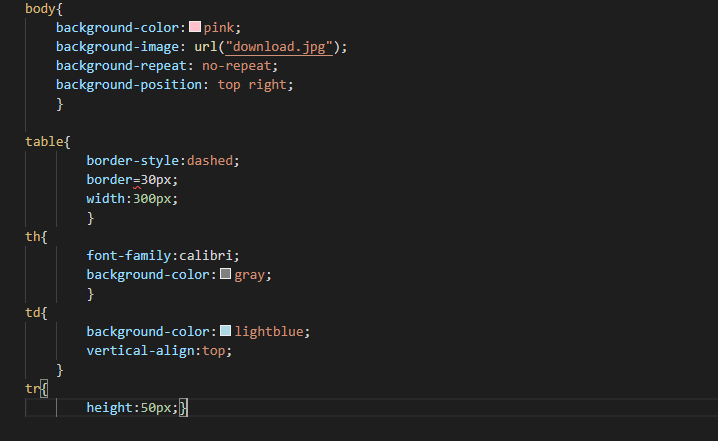 body{
background-color:pink;
background-image: url("download.jpg");
background-repeat: no-repeat;
background-position: top right;
}
table{
border-style:dashed;
border=30px;
width:300px;
}
th{
font-family:calibri;
background-color:gray;
}
td{
background-color:lightblue;
vertical-align:top;
}
tr{
height:50px;}